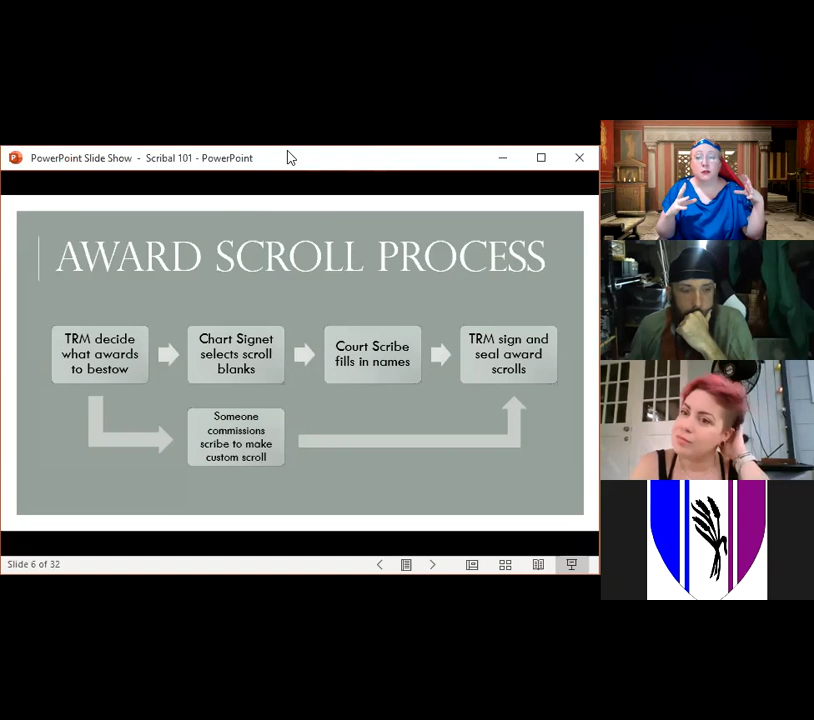 PowerPoint Slide Show - Scribal 101 - PowerPoint
AWARD SCROLL PROCESS
TRM decide
what awards
to bestow
Chart Signet
selects scroll
blanks
Court Scribe
fills in names
TRM sign and
seal award
scrolls
Someone
commissions
scribe to make
custom scroll
Slide 6 of 32